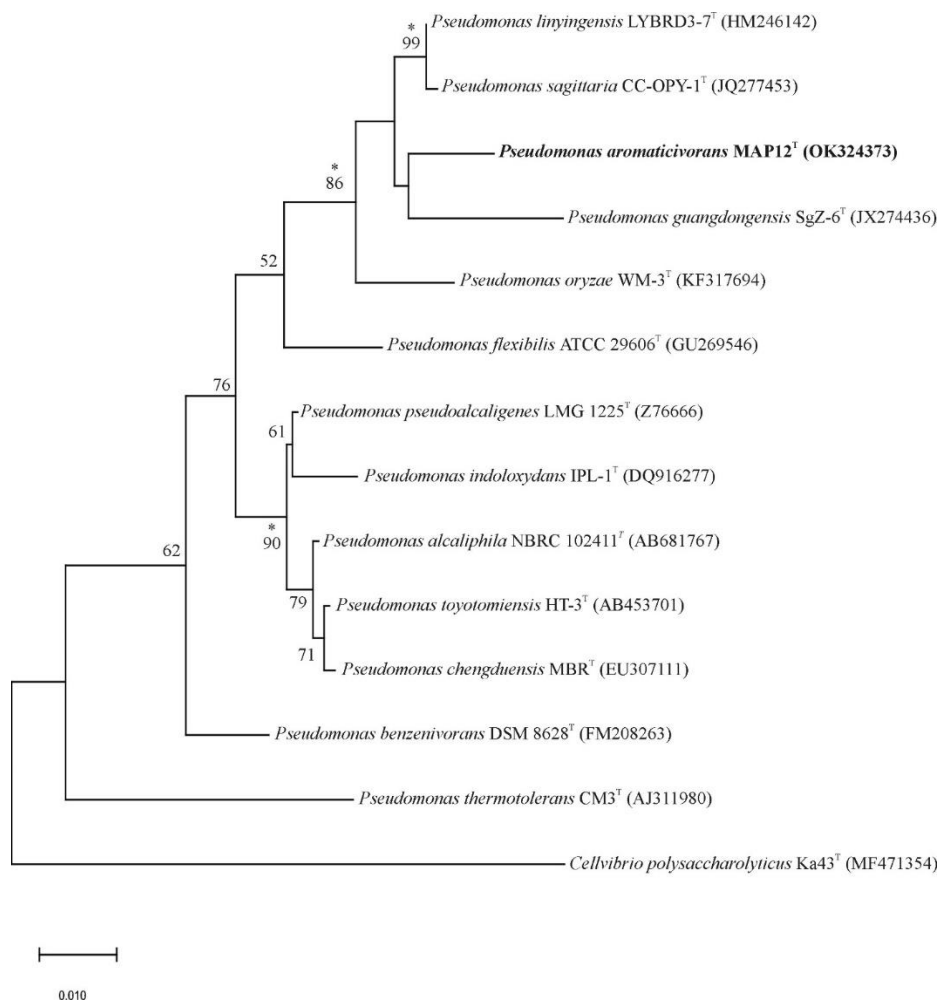 Pseudomonas linyingensis LYBRD3-7ᵀ (HM246142)
*
99
Pseudomonas sagittaria CC-OPY-1ᵀ (JQ277453)
Pseudomonas aromaticivorans MAP12ᵀ (OK324373)
*
86
Pseudomonas guangdongensis SgZ-6ᵀ (JX274436)
52
Pseudomonas oryzae WM-3ᵀ (KF317694)
Pseudomonas flexibilis ATCC 29606ᵀ (GU269546)
76
Pseudomonas pseudoalcaligenes LMG 1225ᵀ (Z76666)
61
Pseudomonas indoloxydans IPL-1ᵀ (DQ916277)
*
90
Pseudomonas alcaliphila NBRC 102411ᵀ (AB681767)
62
79
Pseudomonas toyotomiensis HT-3ᵀ (AB453701)
71
Pseudomonas chengduensis MBRᵀ (EU307111)
Pseudomonas benzenivorans DSM 8628ᵀ (FM208263)
Pseudomonas thermotolerans CM3ᵀ (AJ311980)
Cellvibrio polysaccharolyticus Ka43ᵀ (MF471354)
0.010